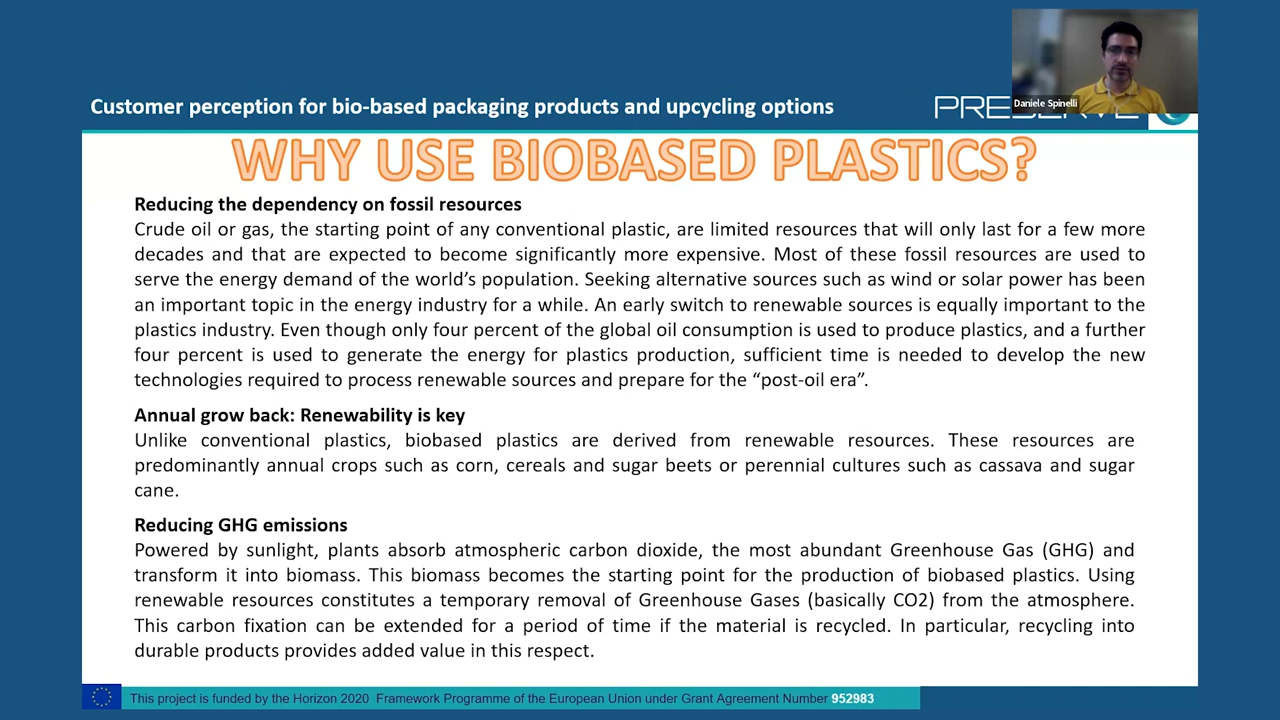 Daniele Spinelli
Customer perception for bio-based packaging products and upcycling options
WHY USE BIOBASED PLASTICS?
Reducing the dependency on fossil resources
Crude oil or gas, the starting point of any conventional plastic, are limited resources that will only last for a few more
decades and that are expected to become significantly more expensive. Most of these fossil resources are used to
serve the energy demand of the world’s population. Seeking alternative sources such as wind or solar power has been
an important topic in the energy industry for a while. An early switch to renewable sources is equally important to the
plastics industry. Even though only four percent of the global oil consumption is used to produce plastics, and a further
four percent is used to generate the energy for plastics production, sufficient time is needed to develop the new
technologies required to process renewable sources and prepare for the “post-oil era”.
Annual grow back: Renewability is key
Unlike conventional plastics, biobased plastics are derived from renewable resources. These resources are
predominantly annual crops such as corn, cereals and sugar beets or perennial cultures such as cassava and sugar
cane.
Reducing GHG emissions
Powered by sunlight, plants absorb atmospheric carbon dioxide, the most abundant Greenhouse Gas (GHG) and
transform it into biomass. This biomass becomes the starting point for the production of biobased plastics. Using
renewable resources constitutes a temporary removal of Greenhouse Gases (basically CO2) from the atmosphere.
This carbon fixation can be extended for a period of time if the material is recycled. In particular, recycling into
durable products provides added value in this respect.
This project is funded by the Horizon 2020 Framework Programme of the European Union under Grant Agreement Number 952983